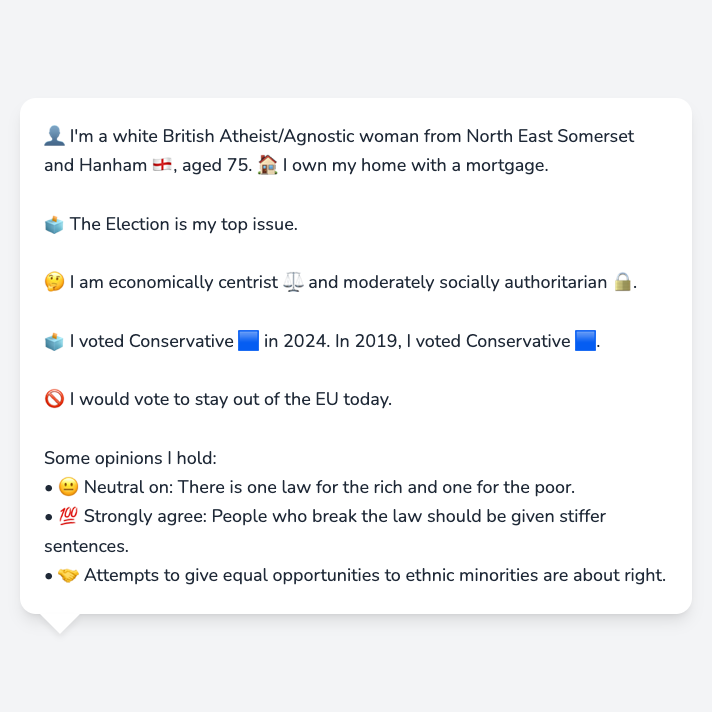 👤 I'm a white British Atheist/Agnostic woman from North East Somerset
and Hanham 🏴󠁧󠁢󠁥󠁮󠁧󠁿, aged 75. 🏠 I own my home with a mortgage.
🗳️ The Election is my top issue.
🤔 I am economically centrist ⚖️ and moderately socially authoritarian 🔒.
🗳️ I voted Conservative 🟦 in 2024. In 2019, I voted Conservative 🟦.
🚫 I would vote to stay out of the EU today.
Some opinions I hold:
• 😐 Neutral on: There is one law for the rich and one for the poor.
• 💯 Strongly agree: People who break the law should be given stiffer
sentences.
• 🤝 Attempts to give equal opportunities to ethnic minorities are about right.